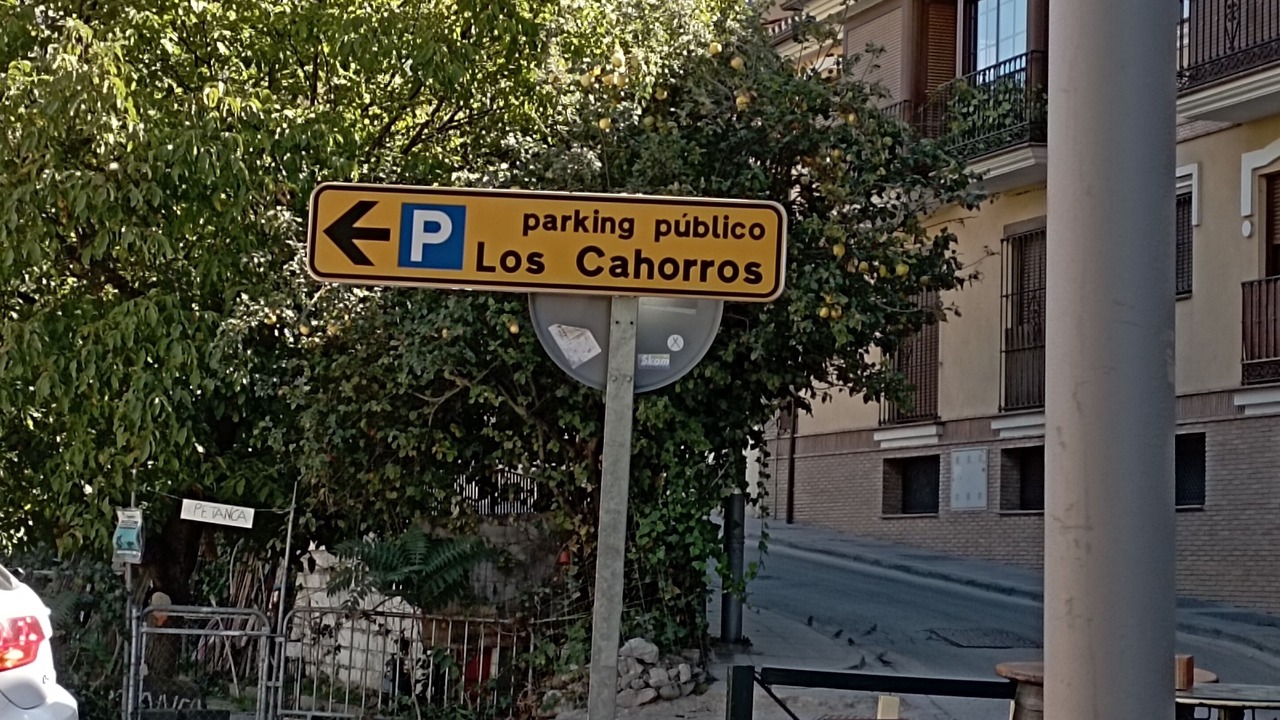 P
parking público
Los Cahorros
PETANCA